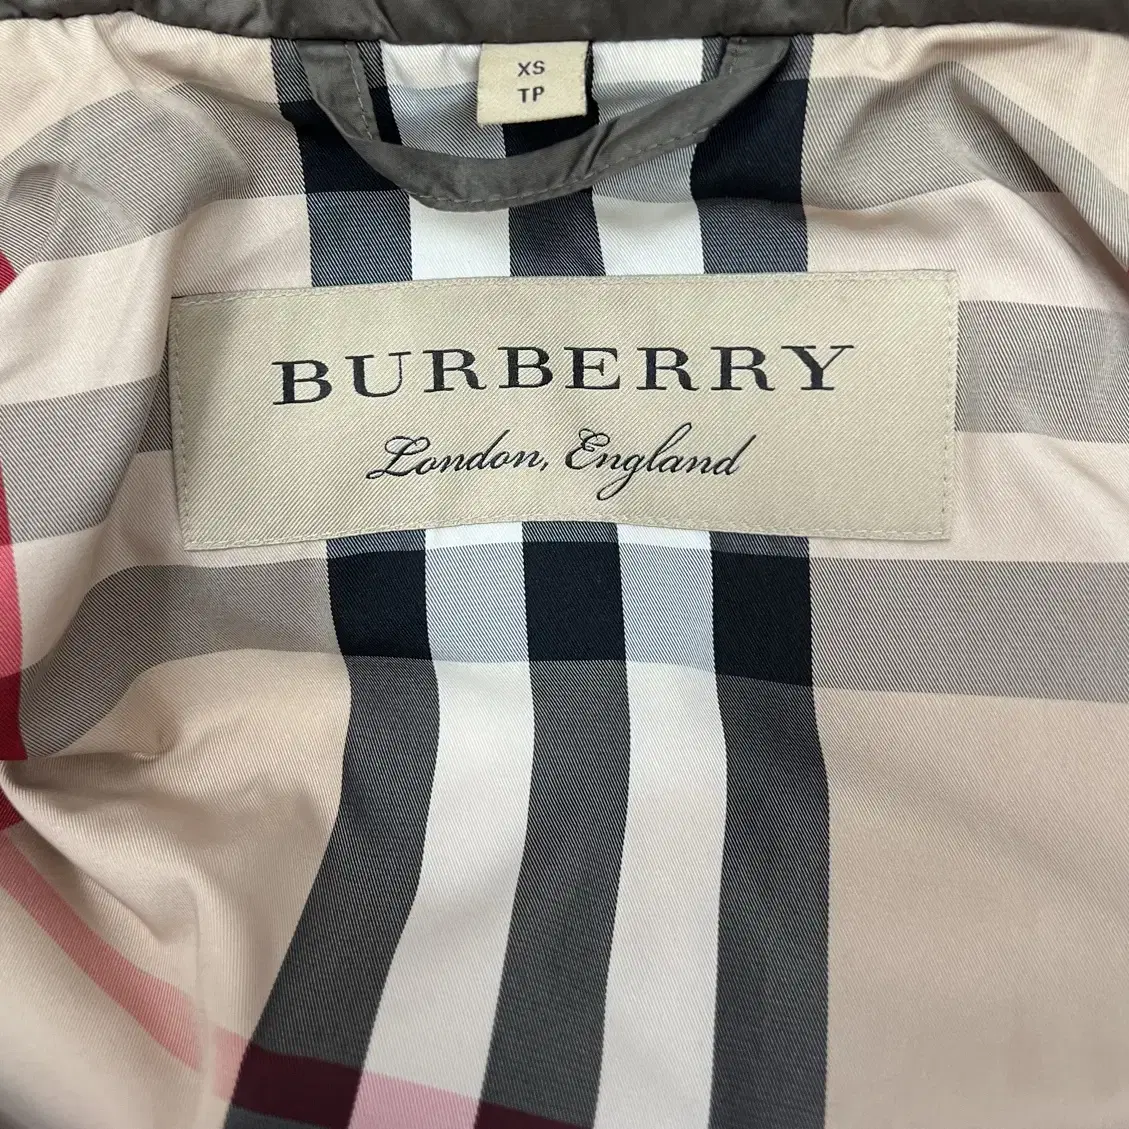 XS
TP
BURBERRY
London, England